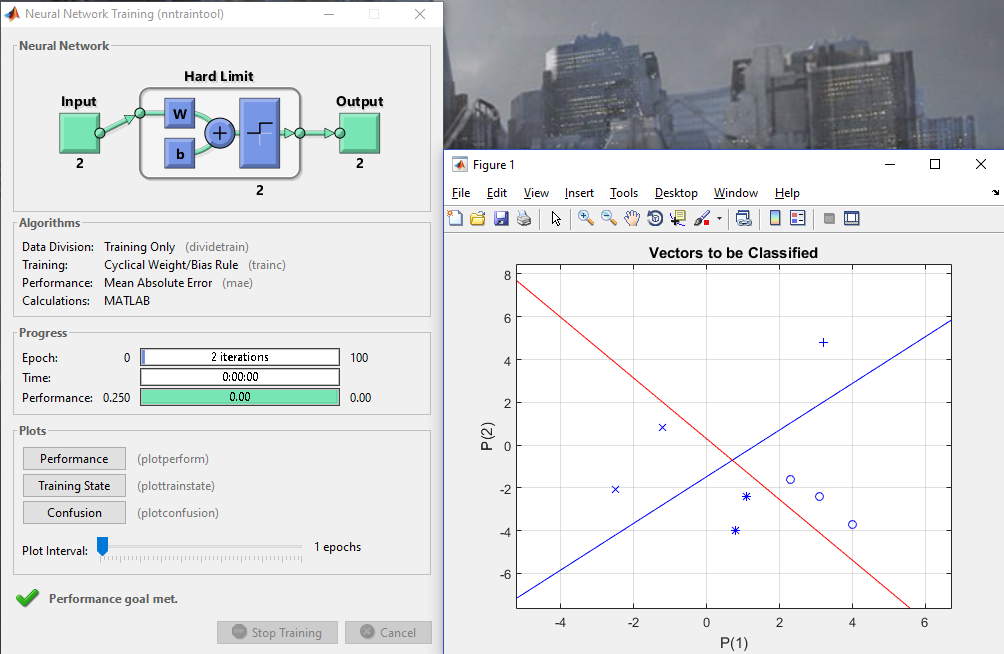 Neural Network Training (nntraintool)
Neural Network
Hard Limit
Input
Output
W
b
+
2
2
2
Algorithms
Data Division: Training Only (dividetrain)
Training: Cyclical Weight/Bias Rule (trainc)
Performance: Mean Absolute Error (mae)
Calculations: MATLAB
Progress
Epoch: 0 2 iterations 100
Time: 0:00:00
Performance: 0.250 0.00 0.00
Plots
Performance (plotperform)
Training State (plottrainstate)
Confusion (plotconfusion)
Plot Interval: 1 epochs
Performance goal met.
Stop Training Cancel
Figure 1
File Edit View Insert Tools Desktop Window Help
Vectors to be Classified
8
6
4
2
0
-2
-4
-6
P(2)
-4 -2 0 2 4 6
P(1)